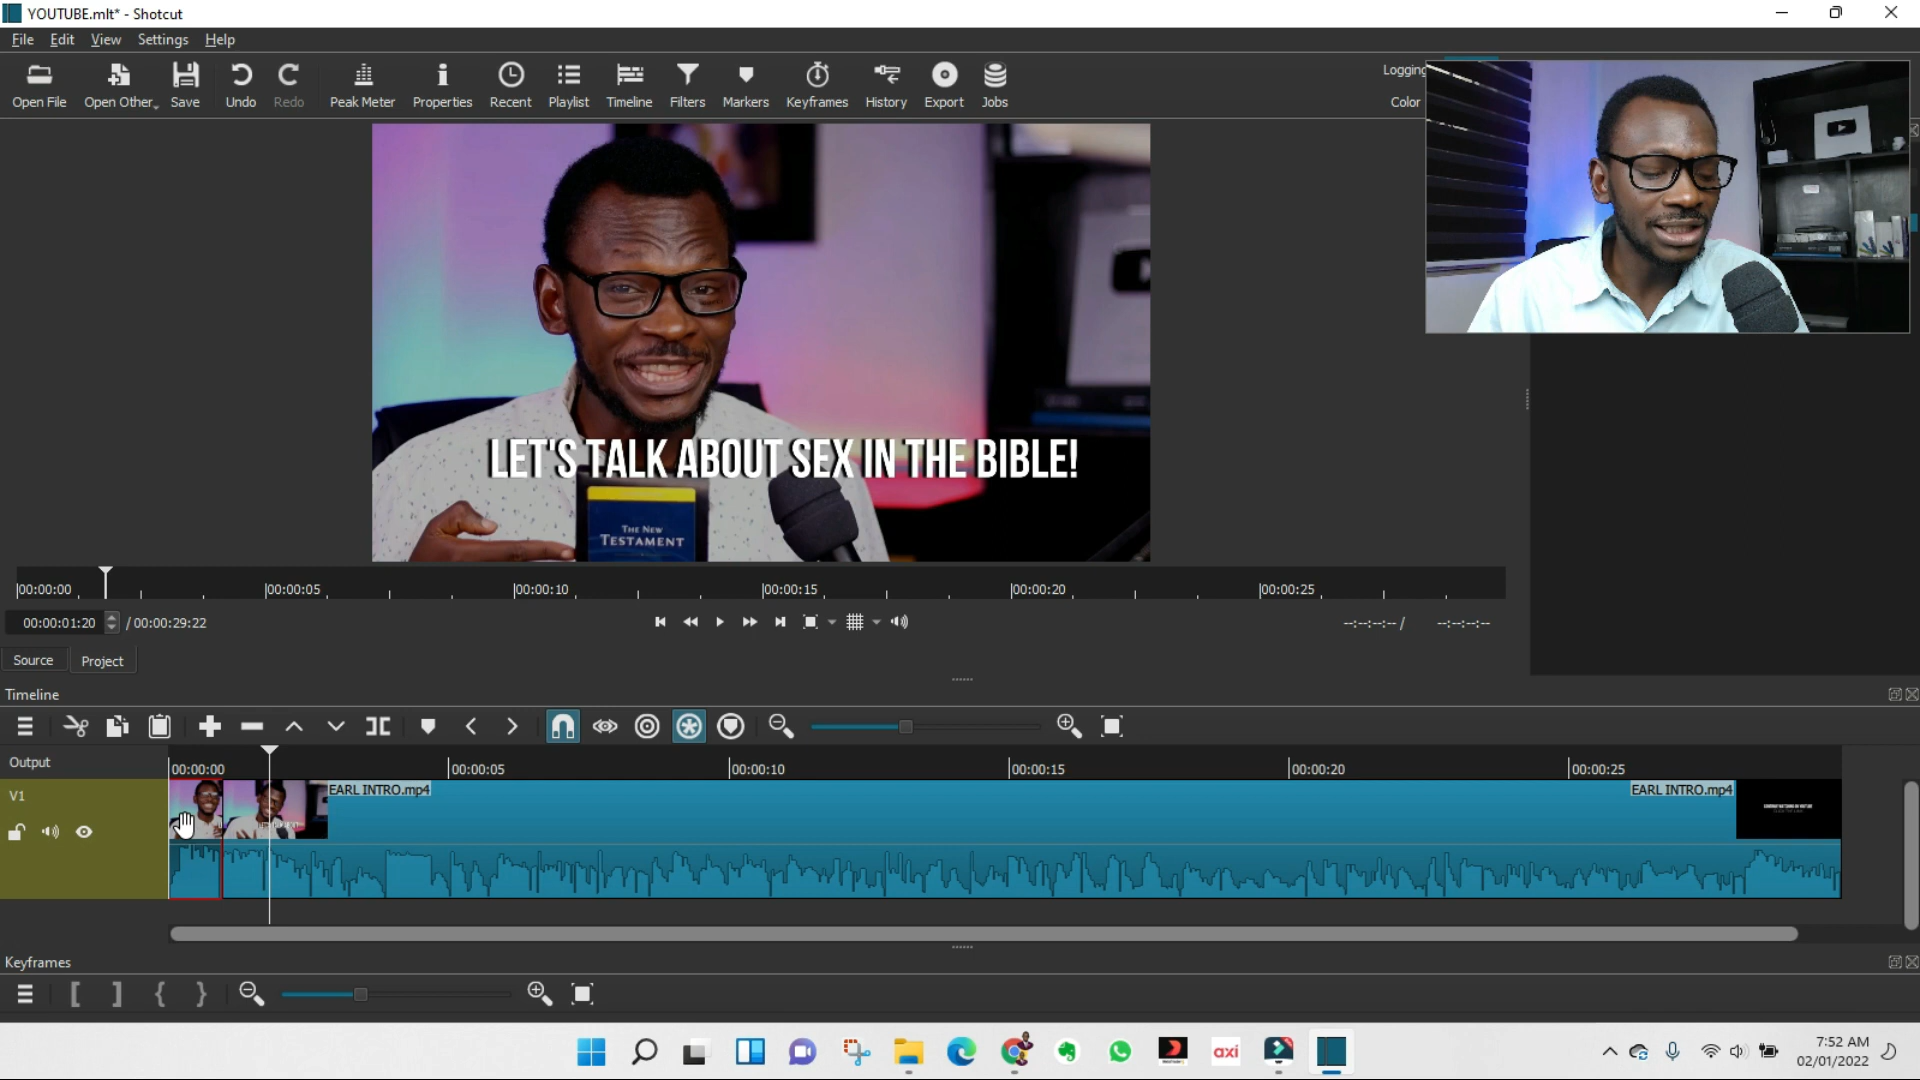 YOUTUBE.mlt* - Shotcut
File Edit View Settings Help
Open File Open Other Save Undo Redo Peak Meter Properties Recent Playlist Timeline Filters Markers Keyframes History Export Jobs
Logging
Color
LET'S TALK ABOUT SEX IN THE BIBLE!
THE NEW
TESTAMENT
00:00:00 00:00:05 00:00:10 00:00:15 00:00:20 00:00:25
00:00:01:20 / 00:00:29:22 --:--:--:-- / --:--:--:--
Source Project
Timeline
Output
00:00:00 00:00:05 00:00:10 00:00:15 00:00:20 00:00:25
V1
EARL INTRO.mp4 EARL INTRO.mp4
Keyframes
axi
7:52 AM
02/01/2022